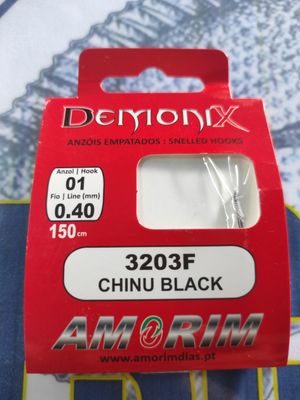 DEMONIX
ANZÓIS EMPATADOS : SNELLED HOOKS
Anzol | Hook
01
Fio | Line (mm)
0.40
150cm
3203F
CHINU BLACK
AMORIM
www.amorimdias.pt